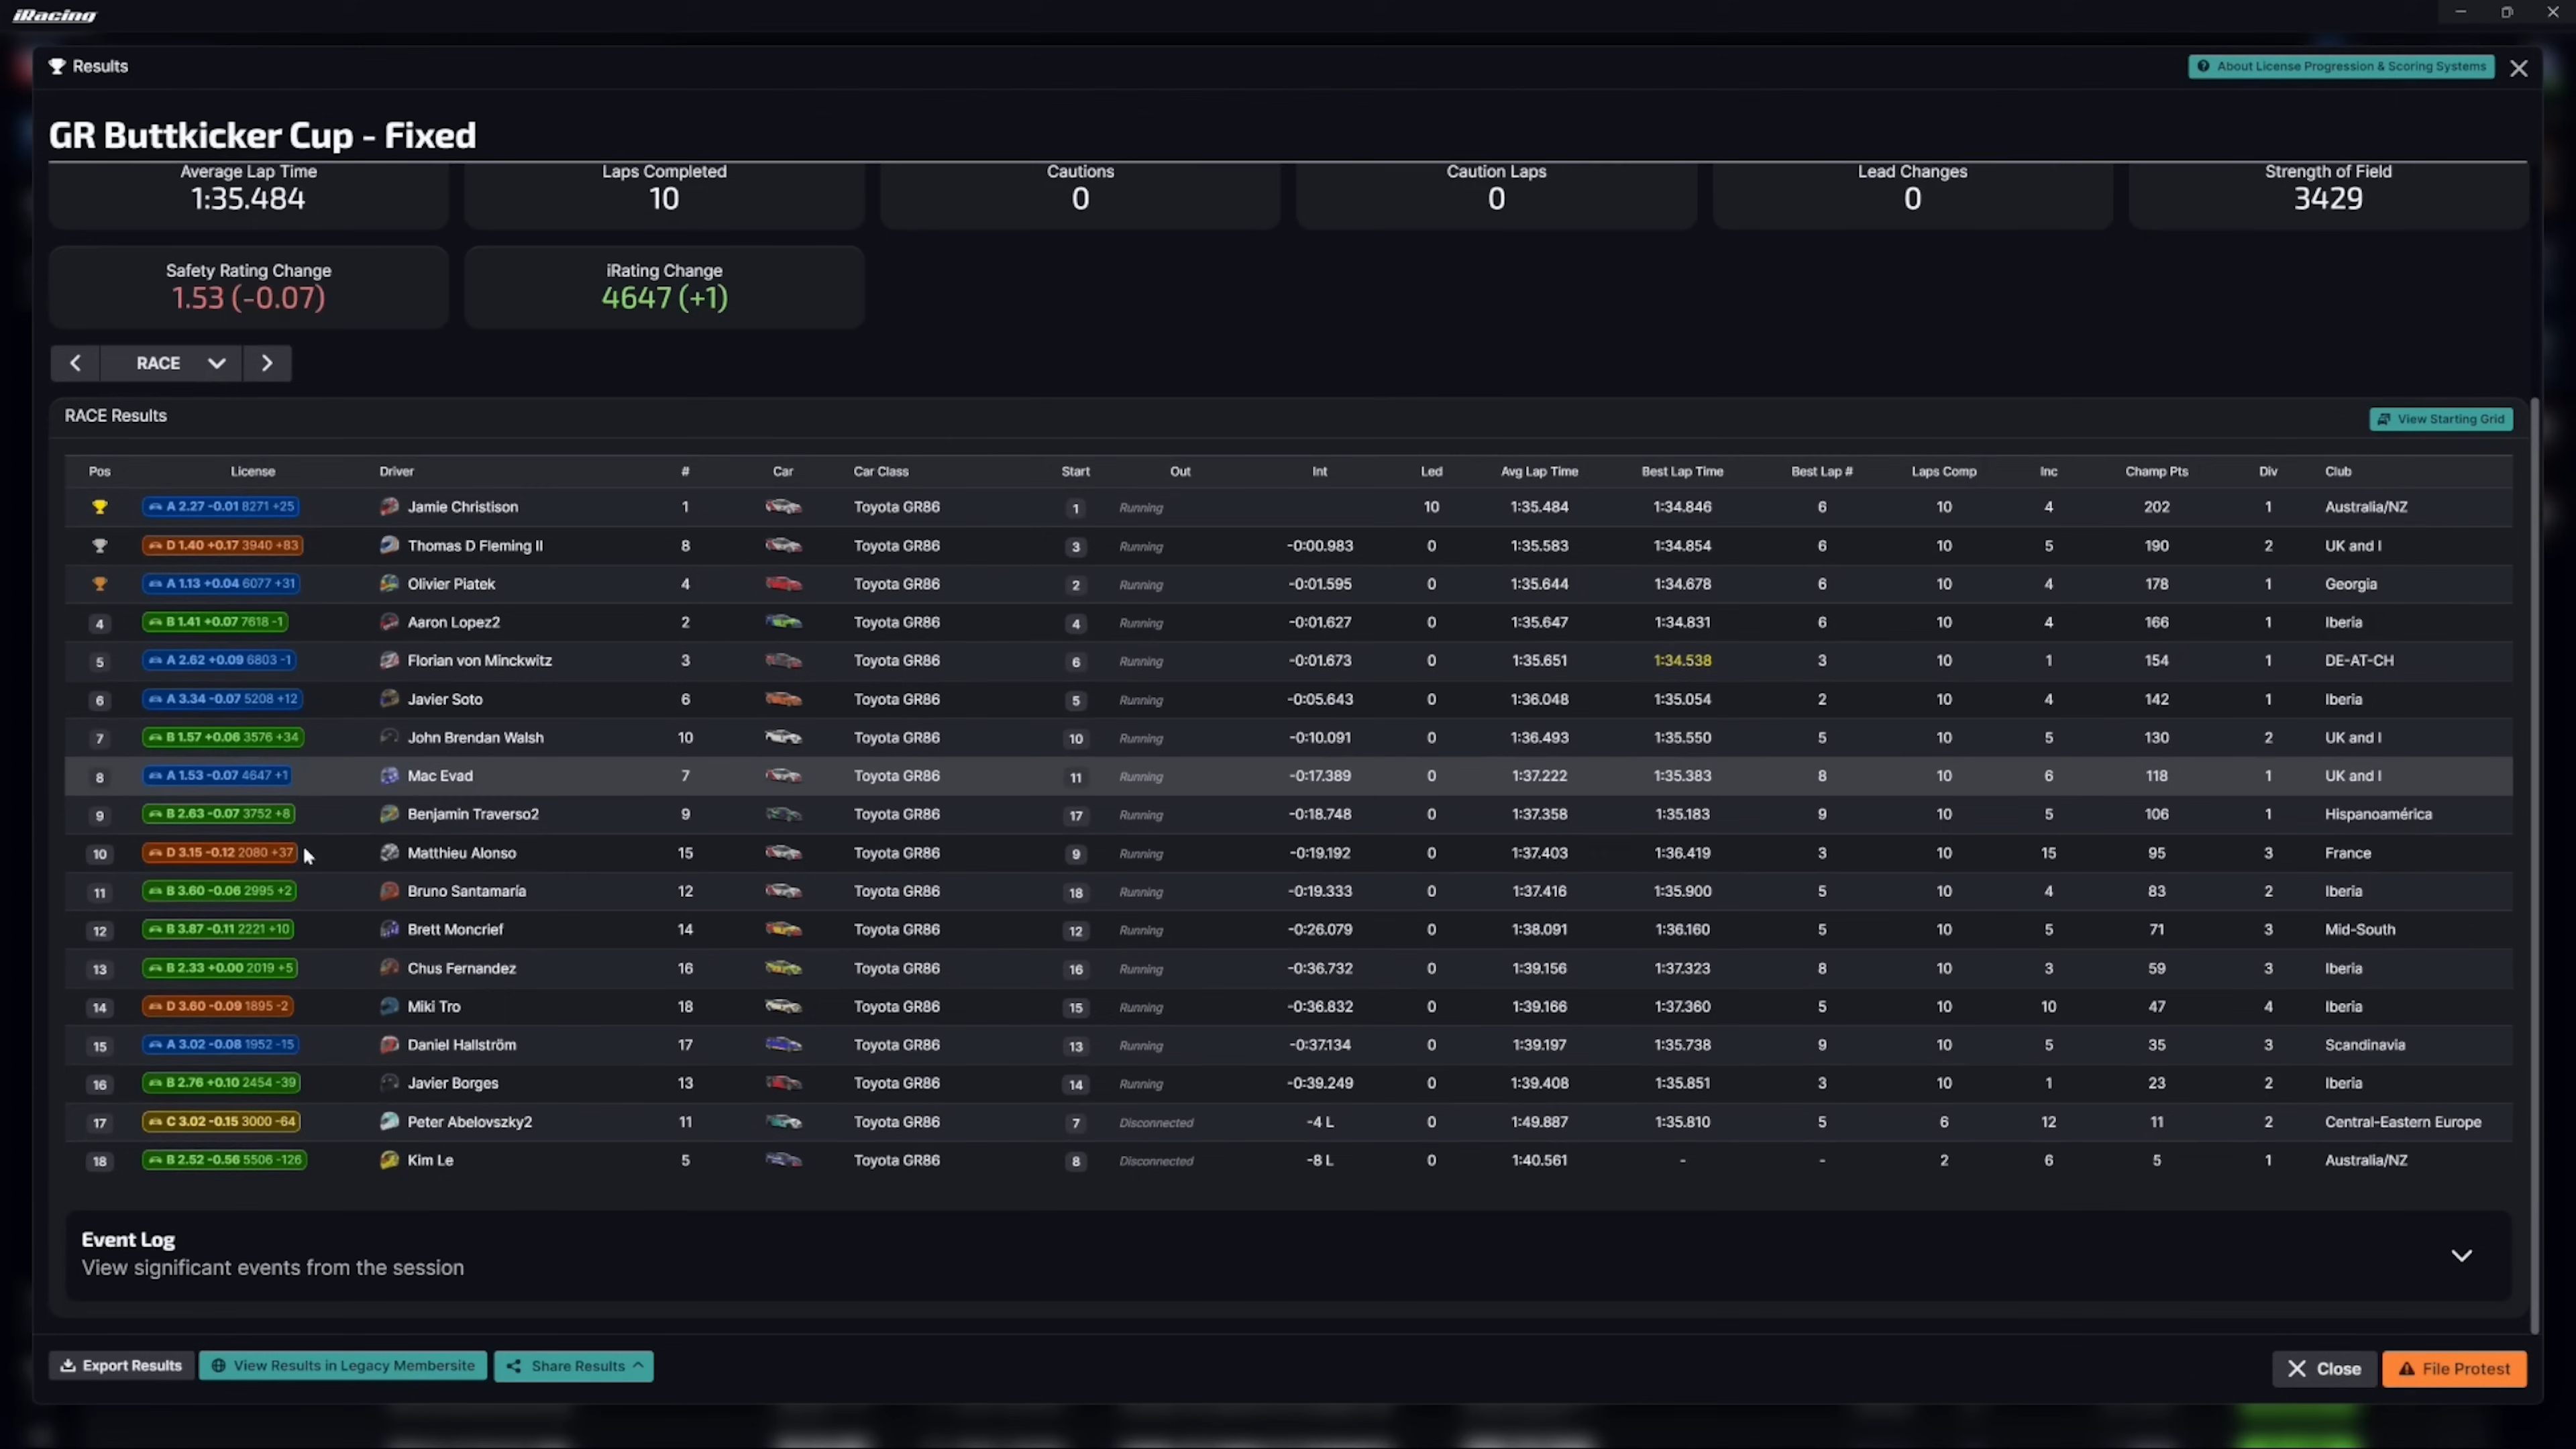 iRacing
Results
About License Progression & Scoring Systems
GR Buttkicker Cup - Fixed
Average Lap Time Laps Completed Cautions Caution Laps Lead Changes Strength of Field
1:35.484 10 0 0 0 3429
Safety Rating Change iRating Change
1.53 (-0.07) 4647 (+1)
RACE
RACE Results
View Starting Grid
Pos License Driver # Car Car Class Start Out Int Led Avg Lap Time Best Lap Time Best Lap # Laps Comp Inc Champ Pts Div Club
A 2.27 -0.01 8271 +25 Jamie Christison 1 Toyota GR86 1 Running 10 1:35.484 1:34.846 6 10 4 202 1 Australia/NZ
D 1.40 +0.17 3940 +83 Thomas D Fleming II 8 Toyota GR86 3 Running -0:00.983 0 1:35.583 1:34.854 6 10 5 190 2 UK and I
A 1.13 +0.04 6077 +31 Olivier Piatek 4 Toyota GR86 2 Running -0:01.595 0 1:35.644 1:34.678 6 10 4 178 1 Georgia
4 B 1.41 +0.07 7618 -1 Aaron Lopez2 2 Toyota GR86 4 Running -0:01.627 0 1:35.647 1:34.831 6 10 4 166 1 Iberia
5 A 2.62 +0.09 6803 -1 Florian von Minckwitz 3 Toyota GR86 6 Running -0:01.673 0 1:35.651 1:34.538 3 10 1 154 1 DE-AT-CH
6 A 3.34 -0.07 5208 +12 Javier Soto 6 Toyota GR86 5 Running -0:05.643 0 1:36.048 1:35.054 2 10 4 142 1 Iberia
7 B 1.57 +0.06 3576 +34 John Brendan Walsh 10 Toyota GR86 10 Running -0:10.091 0 1:36.493 1:35.550 5 10 5 130 2 UK and I
8 A 1.53 -0.07 4647 +1 Mac Evad 7 Toyota GR86 11 Running -0:17.389 0 1:37.222 1:35.383 8 10 6 118 1 UK and I
9 B 2.63 -0.07 3752 +8 Benjamin Traverso2 9 Toyota GR86 17 Running -0:18.748 0 1:37.358 1:35.183 9 10 5 106 1 Hispanoamérica
10 D 3.15 -0.12 2080 +37 Matthieu Alonso 15 Toyota GR86 9 Running -0:19.192 0 1:37.403 1:36.419 3 10 15 95 3 France
11 B 3.60 -0.06 2995 +2 Bruno Santamaría 12 Toyota GR86 18 Running -0:19.333 0 1:37.416 1:35.900 5 10 4 83 2 Iberia
12 B 3.87 -0.11 2221 +10 Brett Moncrief 14 Toyota GR86 12 Running -0:26.079 0 1:38.091 1:36.160 5 10 5 71 3 Mid-South
13 B 2.33 +0.00 2019 +5 Chus Fernandez 16 Toyota GR86 16 Running -0:36.732 0 1:39.156 1:37.323 8 10 3 59 3 Iberia
14 D 3.60 -0.09 1895 -2 Miki Tro 18 Toyota GR86 15 Running -0:36.832 0 1:39.166 1:37.360 5 10 10 47 4 Iberia
15 A 3.02 -0.08 1952 -15 Daniel Hallström 17 Toyota GR86 13 Running -0:37.134 0 1:39.197 1:35.738 9 10 5 35 3 Scandinavia
16 B 2.76 +0.10 2454 -39 Javier Borges 13 Toyota GR86 14 Running -0:39.249 0 1:39.408 1:35.851 3 10 1 23 2 Iberia
17 C 3.02 -0.15 3000 -64 Peter Abelovszky2 11 Toyota GR86 7 Disconnected -4 L 0 1:49.887 1:35.810 5 6 12 11 2 Central-Eastern Europe
18 B 2.52 -0.56 5506 -126 Kim Le 5 Toyota GR86 8 Disconnected -8 L 0 1:40.561 - - 2 6 5 1 Australia/NZ
Event Log
View significant events from the session
Export Results View Results in Legacy Membersite Share Results Close File Protest